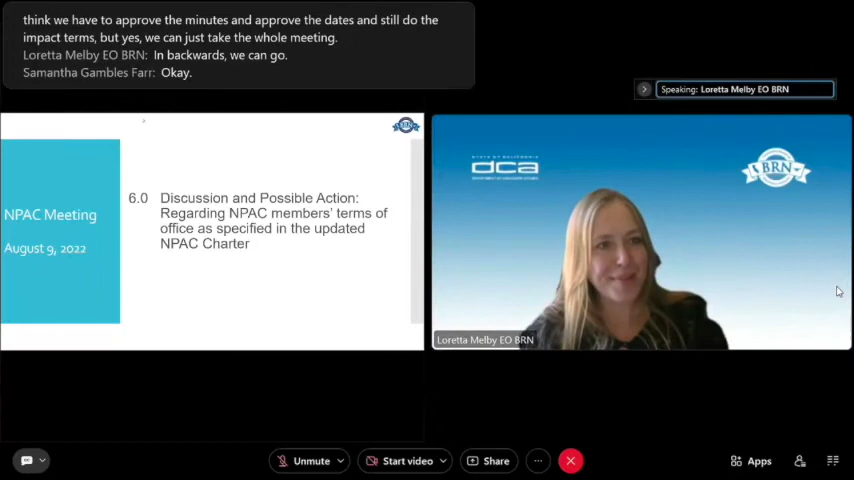 think we have to approve the minutes and approve the dates and still do the
impact terms, but yes, we can just take the whole meeting.
Loretta Melby EO BRN: In backwards, we can go.
Samantha Gambles Farr: Okay.
Speaking: Loretta Melby EO BRN
BRN
NPAC Meeting
August 9, 2022
6.0 Discussion and Possible Action:
Regarding NPAC members' terms of
office as specified in the updated
NPAC Charter
dca
BRN
Loretta Melby EO BRN
Unmute
Start video
Share
Apps